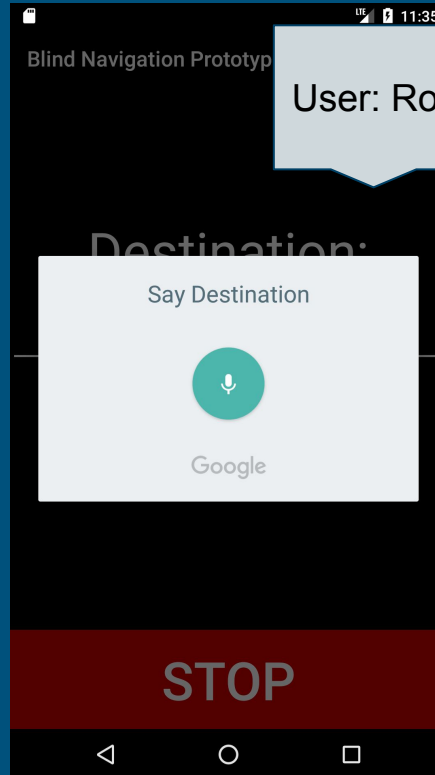 11:35
Blind Navigation Prototyp
User: Ro
Destination:
Say Destination
Google
STOP